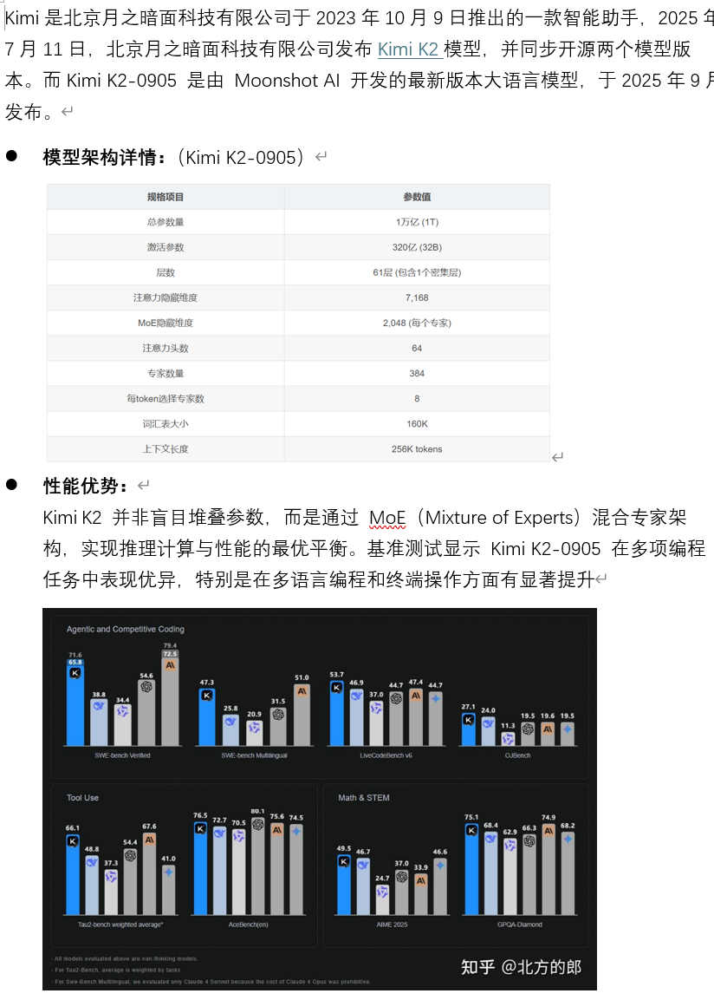 Kimi 是北京月之暗面科技有限公司于 2023 年 10 月 9 日推出的一款智能助手，2025 年
7 月 11 日，北京月之暗面科技有限公司发布 Kimi K2 模型，并同步开源两个模型版
本。而 Kimi K2-0905 是由 Moonshot AI 开发的最新版本大语言模型，于 2025 年 9 月
发布。
模型架构详情：（Kimi K2-0905）
规格项目 参数值
总参数量 1万亿 (1T)
激活参数 320亿 (32B)
层数 61层 (包含1个密集层)
注意力隐藏维度 7,168
MoE隐藏维度 2,048 (每个专家)
注意力头数 64
专家数量 384
每token选择专家数 8
词汇表大小 160K
上下文长度 256K tokens
性能优势：
Kimi K2 并非盲目堆叠参数，而是通过 MoE（Mixture of Experts）混合专家架
构，实现推理计算与性能的最优平衡。基准测试显示 Kimi K2-0905 在多项编程
任务中表现优异，特别是在多语言编程和终端操作方面有显著提升
Agentic and Competitive Coding
71.6 65.8 38.8 34.4 54.6 79.4 72.5
SWE-bench Verified
47.3 25.8 20.9 31.5 51.0
SWE-bench Multilingual
53.7 46.9 37.0 44.7 47.4 44.7
LiveCodeBench v6
27.1 24.0 11.3 19.5 19.6 19.5
OJBench
Tool Use
66.1 48.8 37.3 54.4 67.6 41.0
Tau2-bench weighted average*
76.5 72.7 70.5 80.1 75.6 74.5
AceBench(en)
Math & STEM
49.5 46.7 24.7 37.0 33.9 46.6
AIME 2025
75.1 68.4 62.9 66.3 74.9 68.2
GPQA-Diamond
- All models evaluated above are non-thinking models.
- For Tau2-Bench, average is weighted by tasks.
- For Swe-Bench Multilingual, we evaluated only Claude 4 Sonnet because the cost of Claude 4 Opus was prohibitive.
知乎 @北方的郎